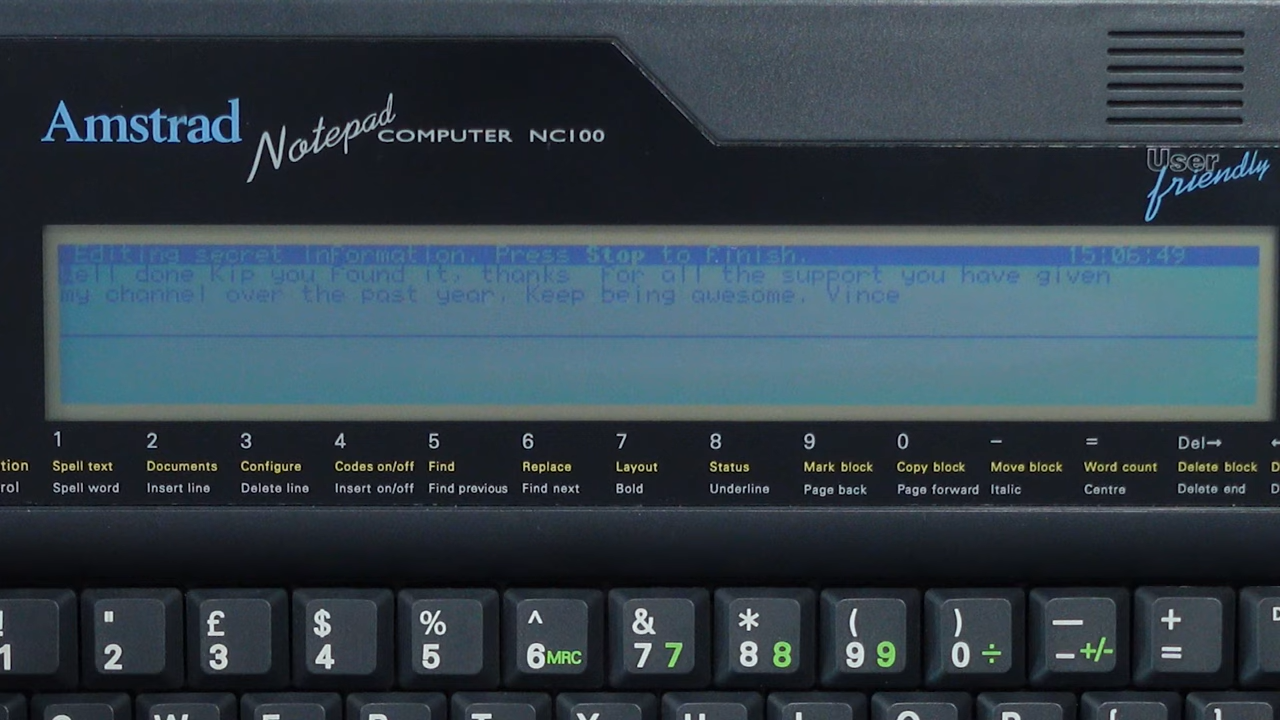 Amstrad Notepad COMPUTER NC100
User friendly
Editing secret information. Press Stop to finish. 15:06:49
Well done Kip you found it, thanks for all the support you have given
my channel over the past year, Keep being awesome. Vince
1 2 3 4 5 6 7 8 9 0 - = Del→
Spell text Documents Configure Codes on/off Find Replace Layout Status Mark block Copy block Move block Word count Delete block
Spell word Insert line Delete line Insert on/off Find previous Find next Bold Underline Page back Page forward Italic Centre Delete end
! " £ $ % ^ & * ( ) — +
1 2 3 4 5 6 MRC 7 7 8 8 9 9 0 ÷ - +/- =